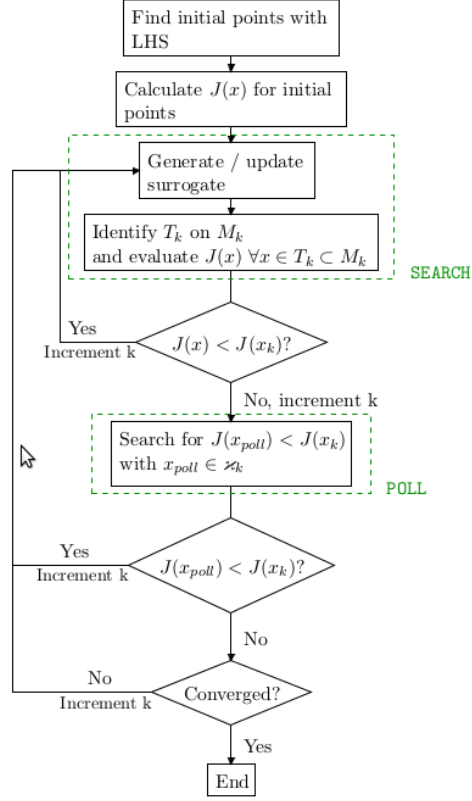 Find initial points with
LHS
Calculate J(x) for initial
points
Generate / update
surrogate
Identify T_k on M_k
and evaluate J(x) ∀x ∈ T_k ⊂ M_k
SEARCH
J(x) < J(x_k)?
Yes
Increment k
No, increment k
Search for J(x_poll) < J(x_k)
with x_poll ∈ ϰ_k
POLL
J(x_poll) < J(x_k)?
Yes
Increment k
No
Converged?
No
Increment k
Yes
End